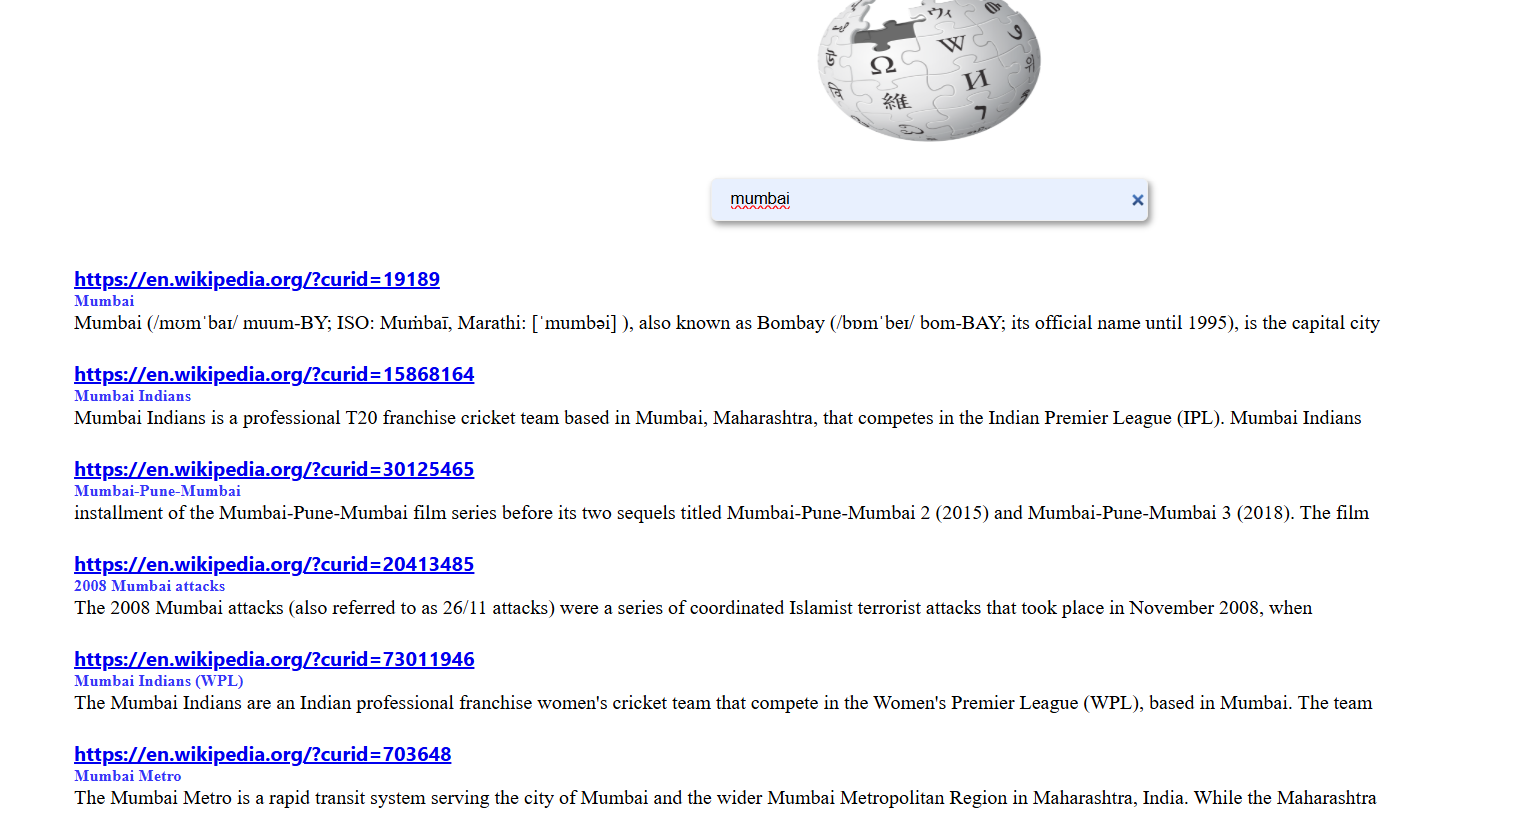 Ω
W
И
維
mumbai
https://en.wikipedia.org/?curid=19189
Mumbai
Mumbai (/mʊmˈbaɪ/ muum-BY; ISO: Muṁbaī, Marathi: [ˈmumbəi] ), also known as Bombay (/bɒmˈbeɪ/ bom-BAY; its official name until 1995), is the capital city
https://en.wikipedia.org/?curid=15868164
Mumbai Indians
Mumbai Indians is a professional T20 franchise cricket team based in Mumbai, Maharashtra, that competes in the Indian Premier League (IPL). Mumbai Indians
https://en.wikipedia.org/?curid=30125465
Mumbai-Pune-Mumbai
installment of the Mumbai-Pune-Mumbai film series before its two sequels titled Mumbai-Pune-Mumbai 2 (2015) and Mumbai-Pune-Mumbai 3 (2018). The film
https://en.wikipedia.org/?curid=20413485
2008 Mumbai attacks
The 2008 Mumbai attacks (also referred to as 26/11 attacks) were a series of coordinated Islamist terrorist attacks that took place in November 2008, when
https://en.wikipedia.org/?curid=73011946
Mumbai Indians (WPL)
The Mumbai Indians are an Indian professional franchise women's cricket team that compete in the Women's Premier League (WPL), based in Mumbai. The team
https://en.wikipedia.org/?curid=703648
Mumbai Metro
The Mumbai Metro is a rapid transit system serving the city of Mumbai and the wider Mumbai Metropolitan Region in Maharashtra, India. While the Maharashtra